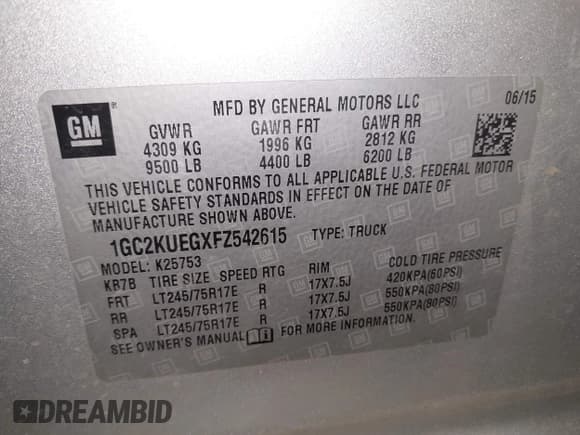 GM
MFD BY GENERAL MOTORS LLC 06/15
GVWR GAWR FRT GAWR RR
4309 KG 1996 KG 2812 KG
9500 LB 4400 LB 6200 LB
THIS VEHICLE CONFORMS TO ALL APPLICABLE U.S. FEDERAL MOTOR
VEHICLE SAFETY STANDARDS IN EFFECT ON THE DATE OF
MANUFACTURE SHOWN ABOVE.
1GC2KUEGXFZ542615 TYPE: TRUCK
MODEL: K25753
KR7B TIRE SIZE SPEED RTG RIM COLD TIRE PRESSURE
FRT LT245/75R17E R 17X7.5J 420KPA(60PSI)
RR LT245/75R17E R 17X7.5J 550KPA(80PSI)
SPA LT245/75R17E R 17X7.5J 550KPA(80PSI)
SEE OWNER'S MANUAL FOR MORE INFORMATION.
DREAMBID